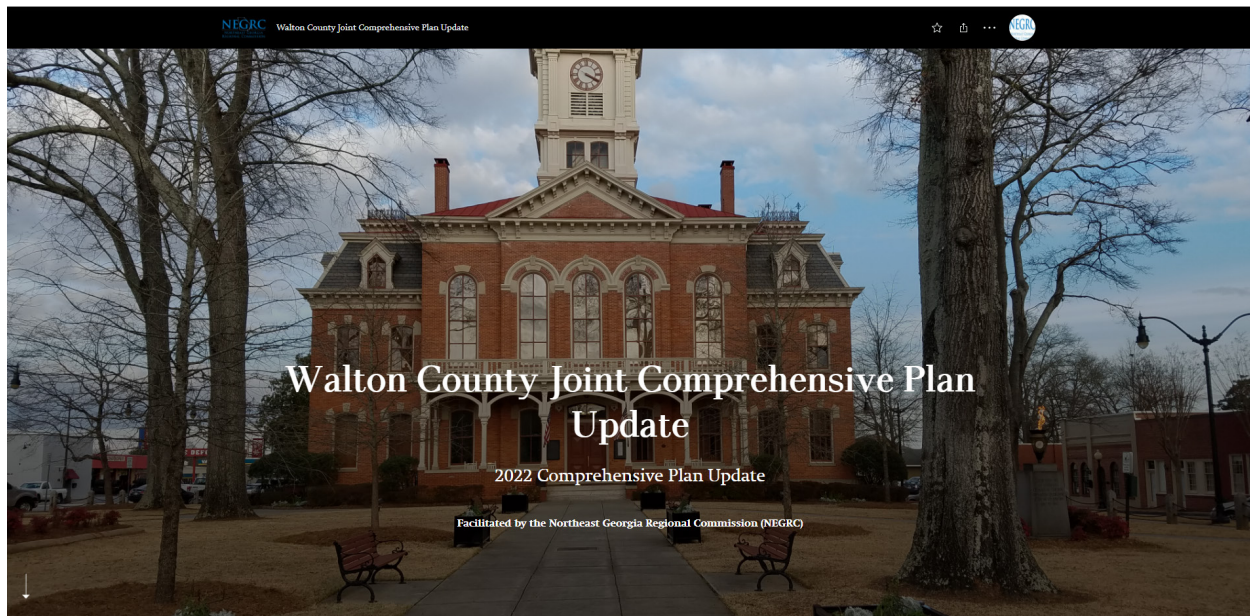 NEGRC
Walton County Joint Comprehensive Plan Update
NEGRC
Walton County Joint Comprehensive Plan
Update
2022 Comprehensive Plan Update
Facilitated by the Northeast Georgia Regional Commission (NEGRC)